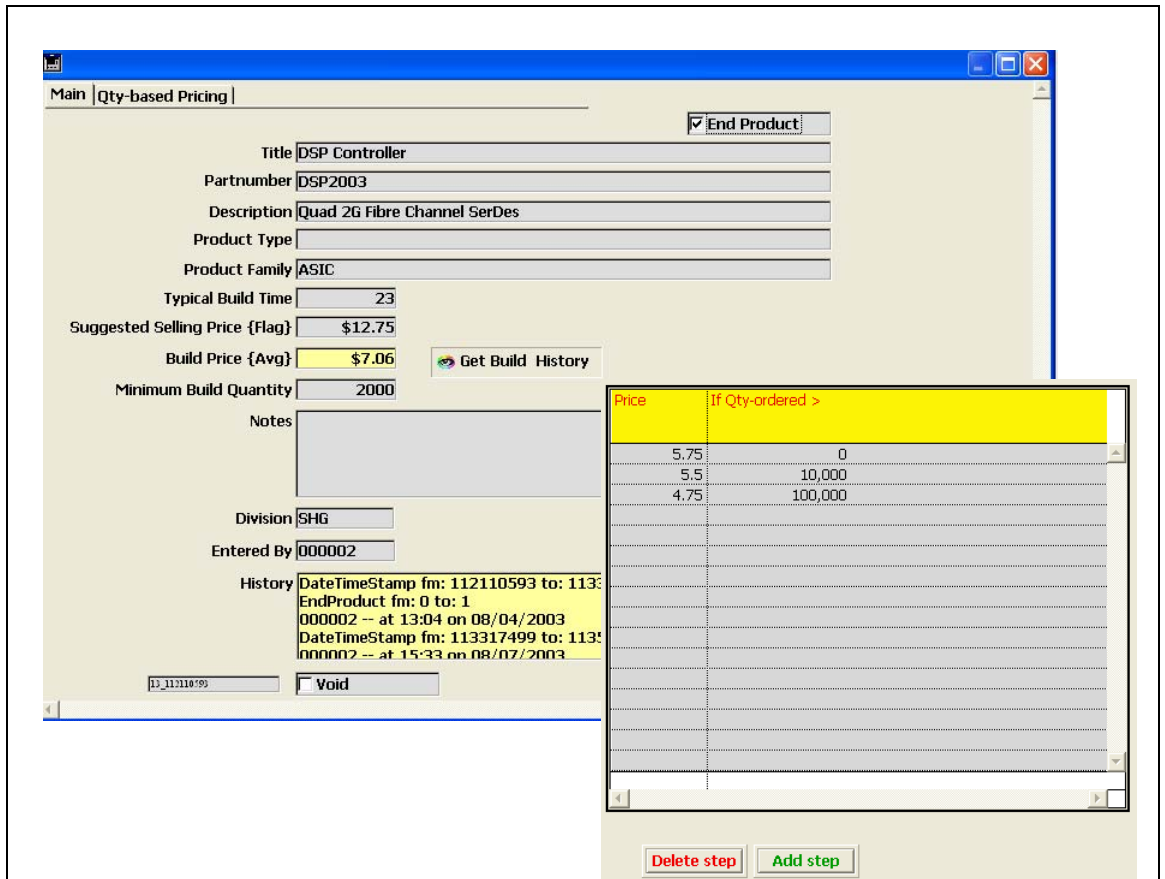 Main Qty-based Pricing
End Product
Title DSP Controller
Partnumber DSP2003
Description Quad 2G Fibre Channel SerDes
Product Type
Product Family ASIC
Typical Build Time 23
Suggested Selling Price {Flag} $12.75
Build Price {Avg} $7.06 Get Build History
Minimum Build Quantity 2000
Notes
Division SHG
Entered By 000002
History DateTimeStamp fm: 112110593 to: 1133
EndProduct fm: 0 to: 1
000002 -- at 13:04 on 08/04/2003
DateTimeStamp fm: 113317499 to: 113
000002 -- at 15:33 on 08/07/2003
13_112110593 Void
Price If Qty-ordered >
5.75 0
5.5 10,000
4.75 100,000
Delete step Add step